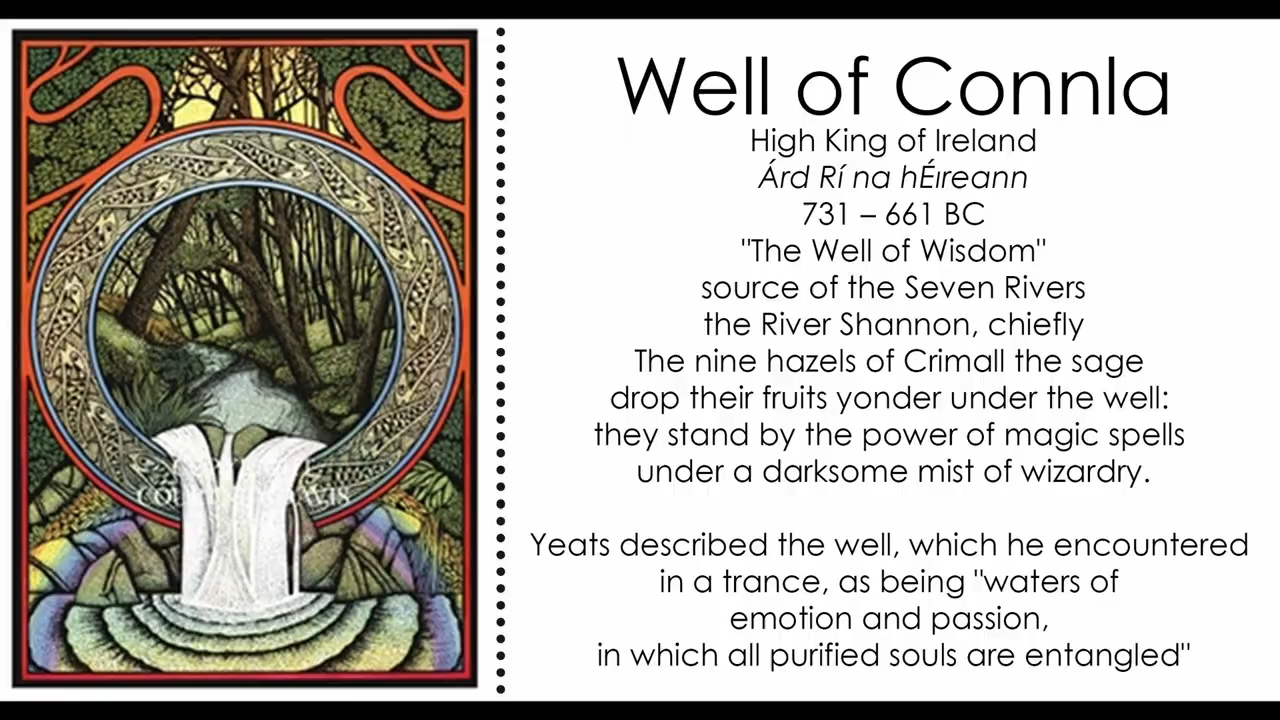 Well of Connla
High King of Ireland
Árd Rí na hÉıreann
731 – 661 BC
"The Well of Wisdom"
source of the Seven Rivers
the River Shannon, chiefly
The nine hazels of Crimall the sage
drop their fruits yonder under the well:
they stand by the power of magic spells
under a darksome mist of wizardry.
Yeats described the well, which he encountered
in a trance, as being "waters of
emotion and passion,
in which all purified souls are entangled"